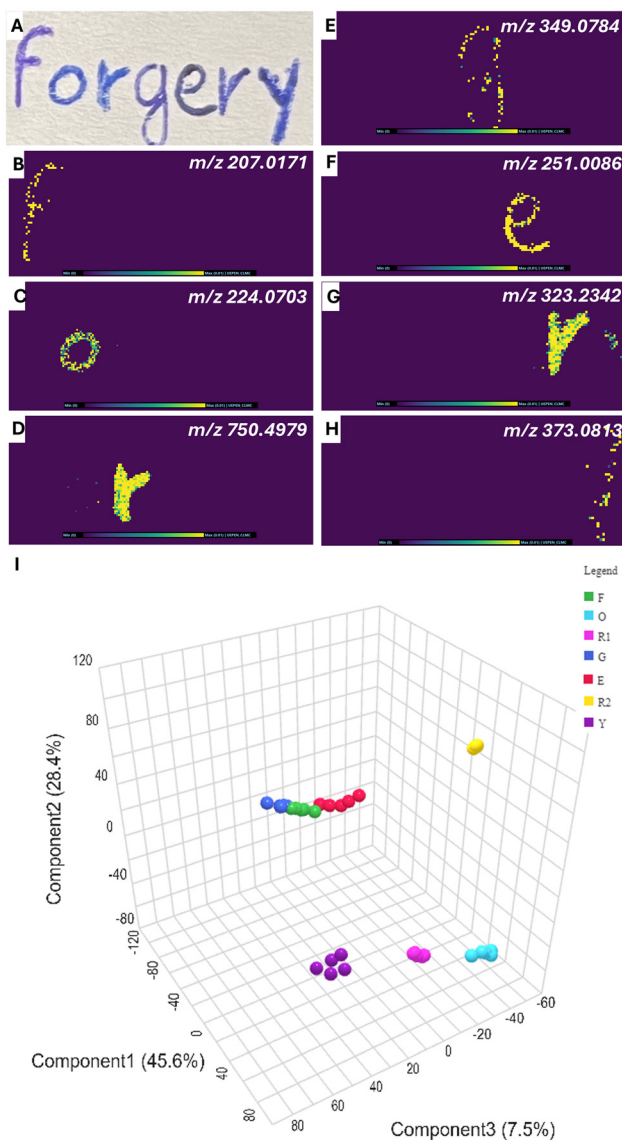 A
forgery
B
m/z 207.0171
C
m/z 224.0703
D
m/z 750.4979
E
m/z 349.0784
F
m/z 251.0086
G
m/z 323.2342
H
m/z 373.0813
I
Legend
F
O
R1
G
E
R2
Y
Component2 (28.4%)
120
80
40
0
-40
-80
Component1 (45.6%)
-120
-80
-40
0
40
80
Component3 (7.5%)
80
60
40
20
0
-20
-40
-60